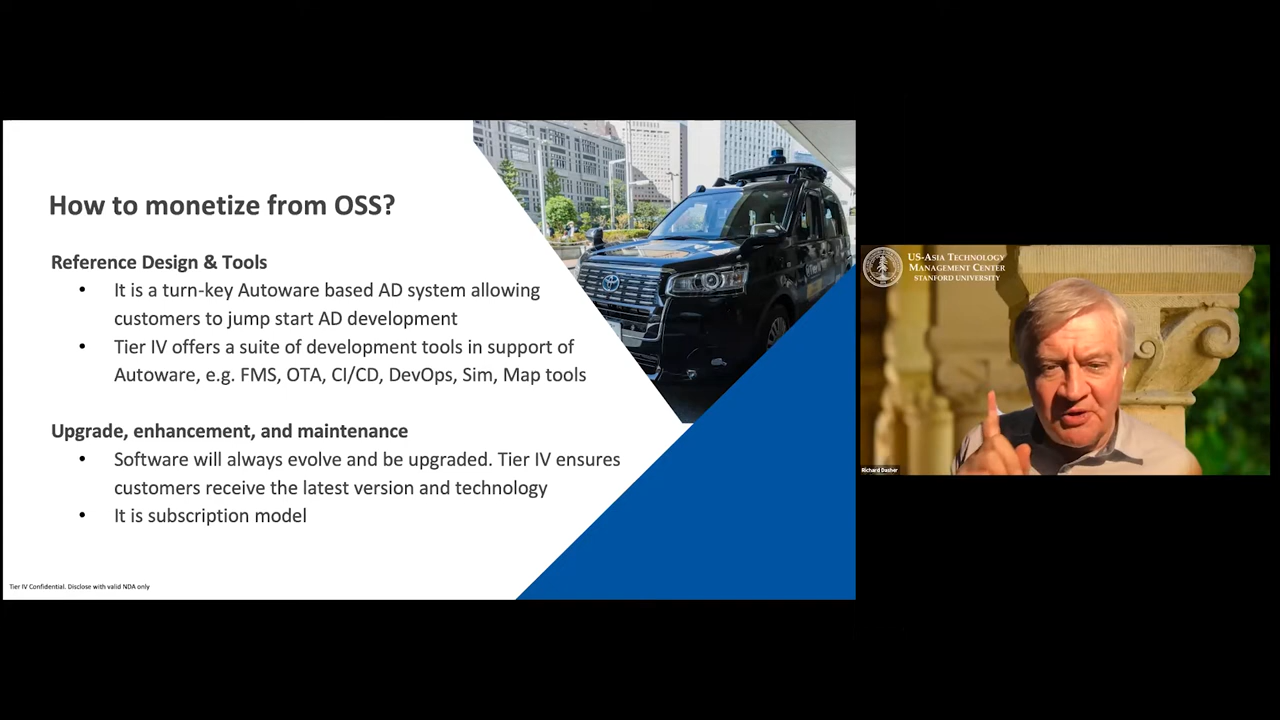 How to monetize from OSS?
Reference Design & Tools
• It is a turn-key Autoware based AD system allowing
customers to jump start AD development
• Tier IV offers a suite of development tools in support of
Autoware, e.g. FMS, OTA, CI/CD, DevOps, Sim, Map tools
Upgrade, enhancement, and maintenance
• Software will always evolve and be upgraded. Tier IV ensures
customers receive the latest version and technology
• It is subscription model
Tier IV Confidential. Disclose with valid NDA only
US-Asia Technology
Management Center
STANFORD UNIVERSITY
Richard Dasher